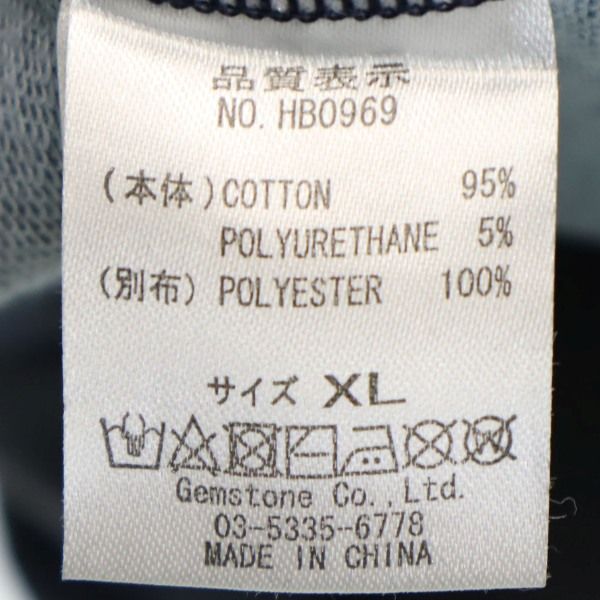 品質表示
NO. HB0969
(本体) COTTON 95%
POLYURETHANE 5%
(別布) POLYESTER 100%
サイズ XL
Gemstone Co., Ltd.
03-5335-6778
MADE IN CHINA